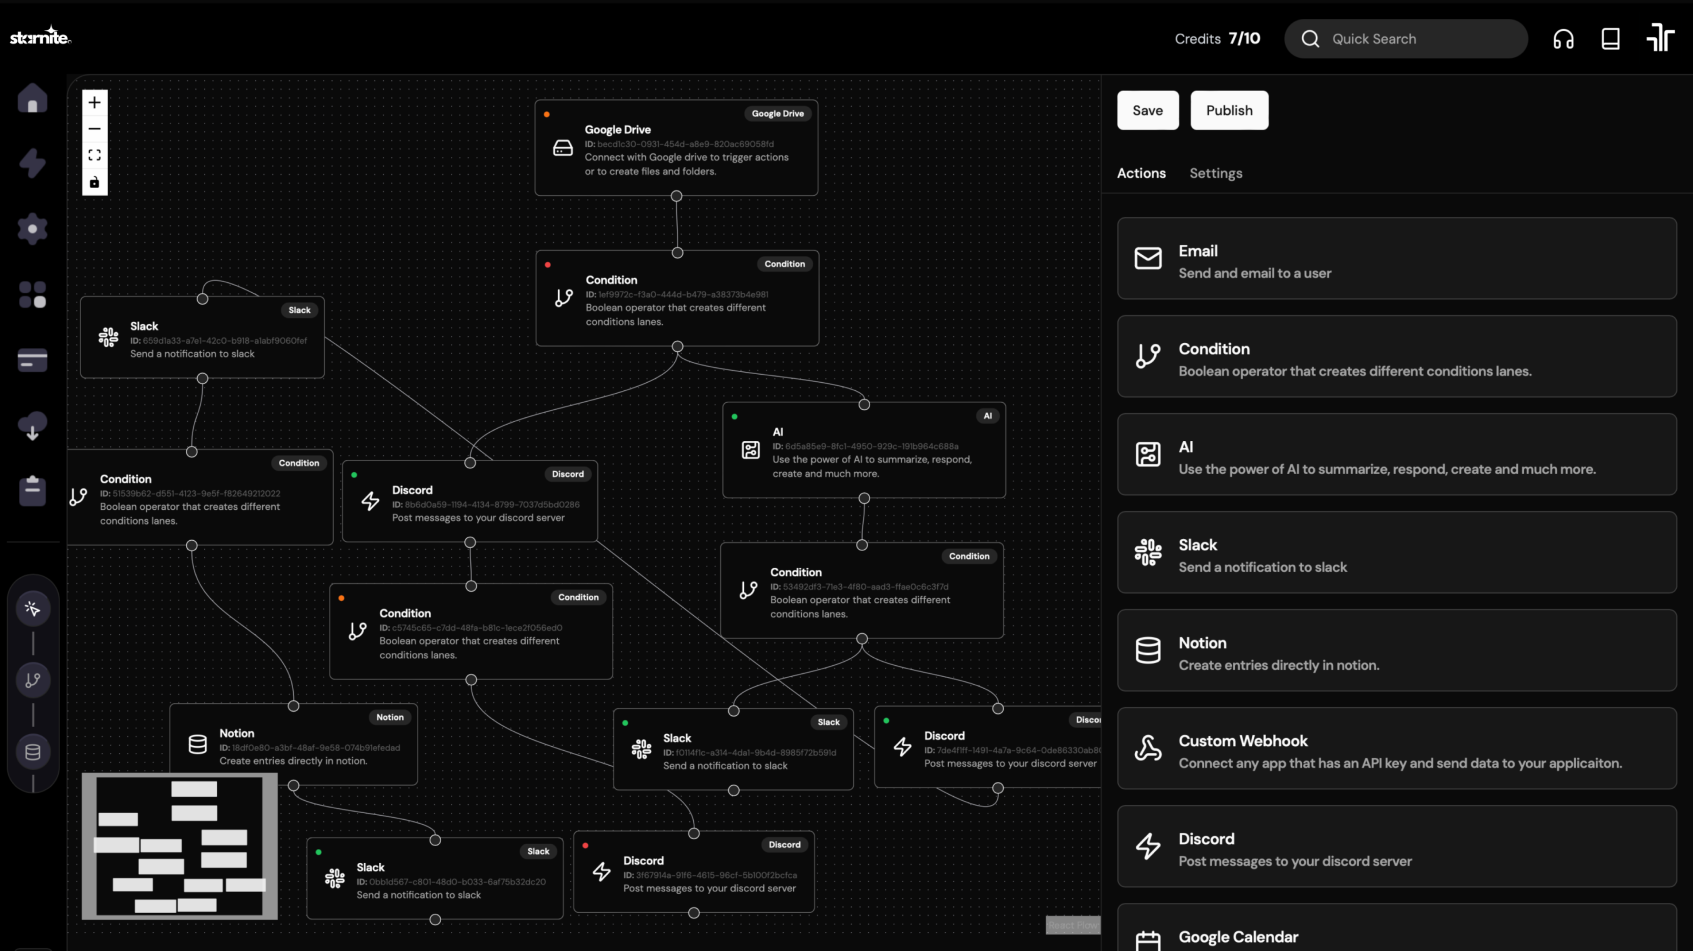 starnite.
Credits 7/10
Quick Search
Save
Publish
Actions
Settings
Google Drive
Google Drive
ID: becd1c30-0931-454d-a8e9-820ac69058fd
Connect with Google drive to trigger actions
or to create files and folders.
Condition
Condition
ID: 1ef9972c-f3a0-444d-b479-a38373b4e981
Boolean operator that creates different
conditions lanes.
Slack
Slack
ID: 659d1a33-a7e1-42c0-b918-a1abf9060fef
Send a notification to slack
AI
AI
ID: 6d5a85e9-8fc1-4950-929c-191b964c688a
Use the power of AI to summarize, respond,
create and much more.
Condition
Condition
ID: 51539b62-d551-4123-9e5f-f82649212022
Boolean operator that creates different
conditions lanes.
Discord
Discord
ID: 8b6d0a59-1194-4134-8799-7037d5bd0286
Post messages to your discord server
Condition
Condition
ID: 53492df3-71e3-4f80-aad3-ffae0c6c3f7d
Boolean operator that creates different
conditions lanes.
Condition
Condition
ID: c5745c65-c7dd-48fa-b81c-1ece2f056ed0
Boolean operator that creates different
conditions lanes.
Notion
Notion
ID: 18df0e80-a3bf-48af-9e58-074b91efedad
Create entries directly in notion.
Slack
Slack
ID: f0114f1c-a314-4da1-9b4d-8985f72b591d
Send a notification to slack
Discor
Discord
ID: 7de4f1ff-1491-4a7a-9c64-0de86330ab8
Post messages to your discord server
Slack
Slack
ID: 0bb1d567-c801-48d0-b033-6af75b32dc20
Send a notification to slack
Discord
Discord
ID: 3f67914a-91f6-4615-96cf-5b100f2bcfca
Post messages to your discord server
React Flow
Email
Send and email to a user
Condition
Boolean operator that creates different conditions lanes.
AI
Use the power of AI to summarize, respond, create and much more.
Slack
Send a notification to slack
Notion
Create entries directly in notion.
Custom Webhook
Connect any app that has an API key and send data to your applicaiton.
Discord
Post messages to your discord server
Google Calendar